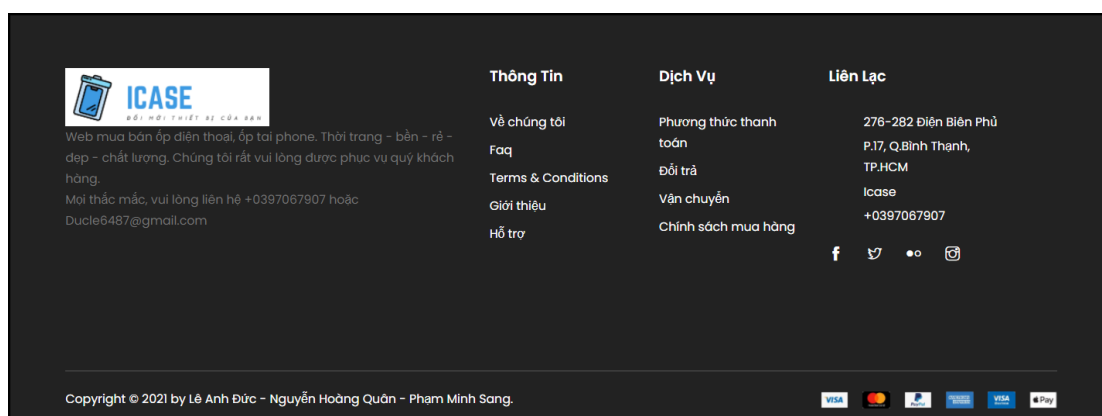 ICASE
ĐỔI MỚI THIẾT BỊ CỦA BẠN
Web mua bán ốp điện thoại, ốp tai phone. Thời trang - bền - rẻ -
đẹp - chất lượng. Chúng tôi rất vui lòng được phục vụ quý khách
hàng.
Mọi thắc mắc, vui lòng liên hệ +0397067907 hoặc
Ducle6487@gmail.com
Thông Tin
Về chúng tôi
Faq
Terms & Conditions
Giới thiệu
Hỗ trợ
Dịch Vụ
Phương thức thanh
toán
Đổi trả
Vận chuyển
Chính sách mua hàng
Liên Lạc
276-282 Điện Biên Phủ
P.17, Q.Bình Thạnh,
TP.HCM
Icase
+0397067907
Copyright © 2021 by Lê Anh Đức - Nguyễn Hoàng Quân - Phạm Minh Sang.
VISA
PayPal
VISA
Pay